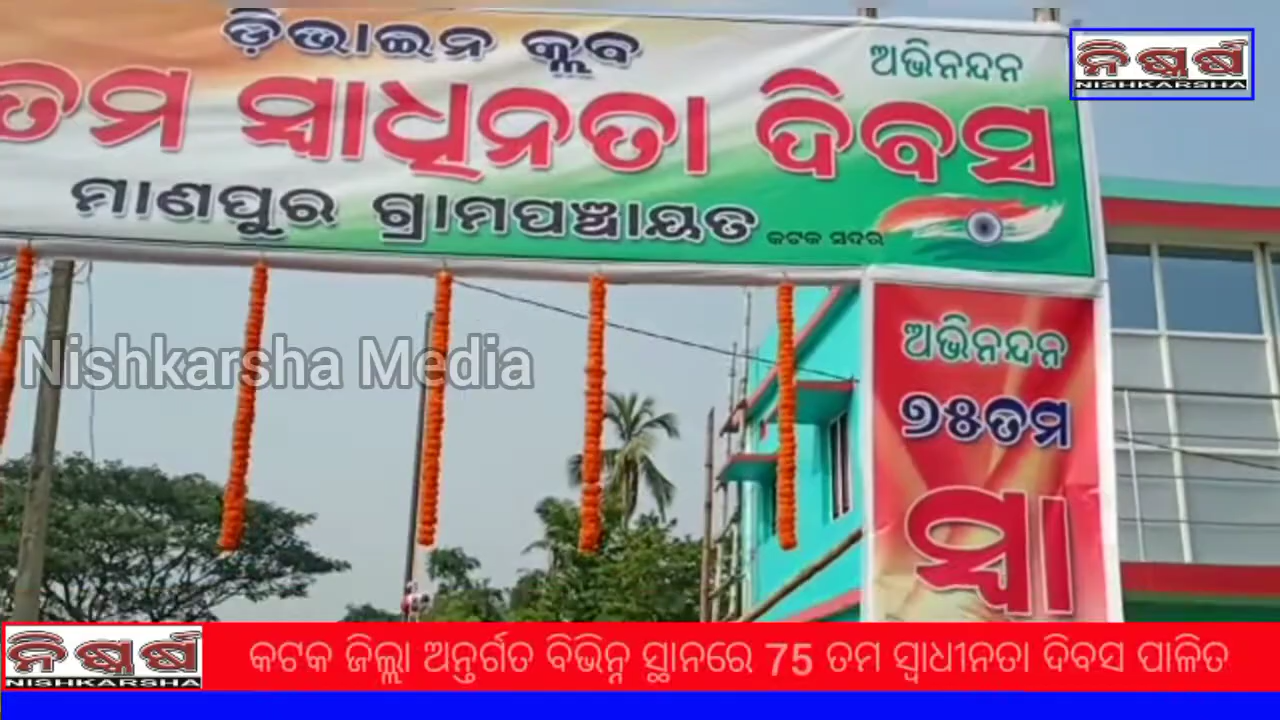 ଡ଼ିଭାଇନ କ୍ଲବ
ଅଭିନନ୍ଦନ
ତମ ସ୍ଵାଧିନତା ଦିବସ
ମାଣପୁର ଗ୍ରାମପଞ୍ଚାୟତ
କଟକ ସଦର
ନିଷ୍କର୍ଷ
NISHKARSHA
Nishkarsha Media
ଅଭିନନ୍ଦନ
୭୫ତମ
ସ୍ଵା
ନିଷ୍କର୍ଷ
NISHKARSHA
କଟକ ଜିଲ୍ଲା ଅନ୍ତର୍ଗତ ବିଭିନ୍ନ ସ୍ଥାନରେ 75 ତମ ସ୍ୱାଧୀନତା ଦିବସ ପାଳିତ